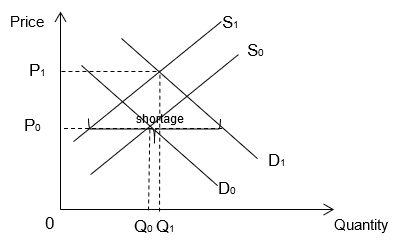 Price
S₁
S₀
P₁
P₀
shortage
D₁
D₀
0
Q₀ Q₁
Quantity